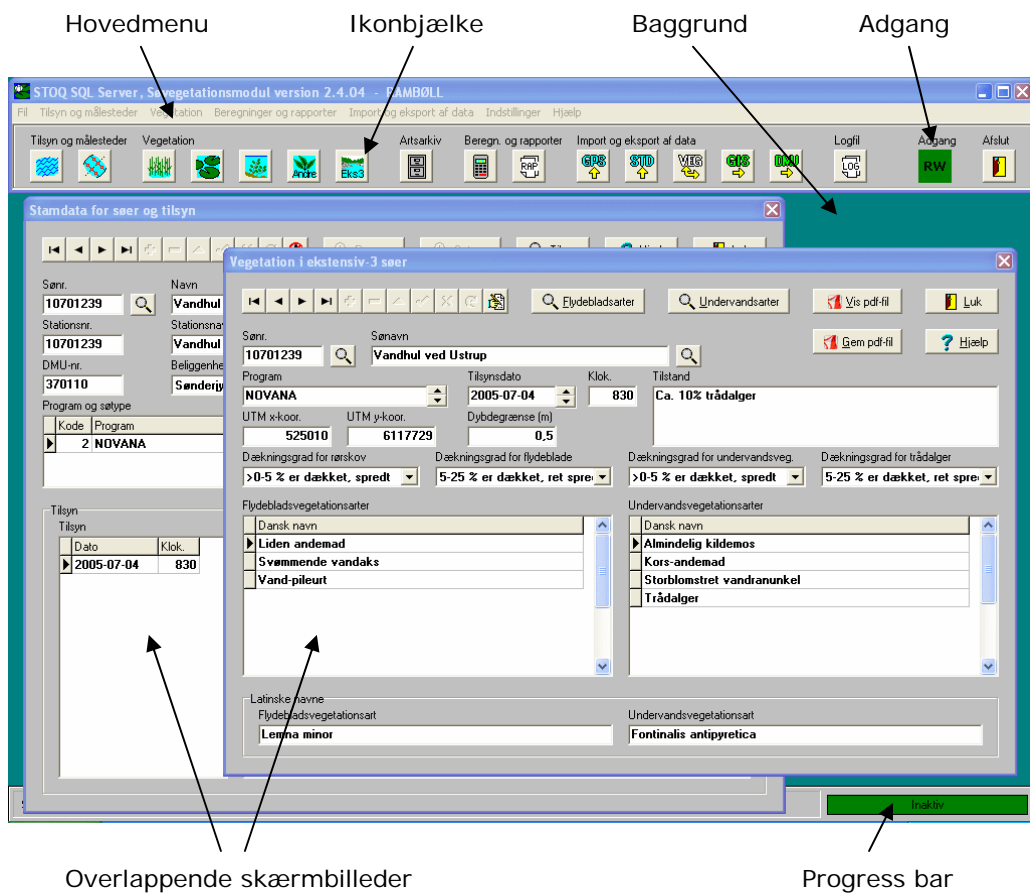 Hovedmenu Ikonbjælke Baggrund Adgang
STOQ SQL Server, Søvegetationsmodul version 2.4.04 - RAMBØLL
Fil Tilsyn og målesteder Vegetation Beregninger og rapporter Import og eksport af data Indstillinger Hjælp
Tilsyn og målesteder Vegetation Artsarkiv Beregn. og rapporter Import og eksport af data Logfil Adgang Afslut
Andre Eks3 RAP GPS STD VEG GIS DMU LOG RW
Stamdata for søer og tilsyn
Sønr. Navn
10701239 Vandhul
Stationsnr.
10701239 Vandhul
DMU-nr.
370110
Program og søtype
Kode Program
2 NOVANA
Tilsyn
Tilsyn
Dato Klok.
2005-07-04 830
Vegetation i ekstensiv-3 søer
Flydebladsarter Undervandsarter Vis pdf-fil Luk
Sønr. Sønavn Gem pdf-fil Hjælp
10701239 Vandhul ved Ustrup
Program Tilsynsdato Klok. Tilstand
NOVANA 2005-07-04 830 Ca. 10% trådalger
UTM x-koor. UTM y-koor. Dybdegrænse (m)
525010 6117729 0,5
Dækningsgrad for rørskov Dækningsgrad for flydeblade Dækningsgrad for undervandsveg. Dækningsgrad for trådalger
>0-5 % er dækket, spredt 5-25 % er dækket, ret spre >0-5 % er dækket, spredt 5-25 % er dækket, ret spre
Flydebladsvegetationsarter Undervandsvegetationsarter
Dansk navn Dansk navn
Liden andemad Almindelig kildemos
Svømmende vandaks Kors-andemad
Vand-pileurt Storblomstret vandranunkel
Trådalger
Latinske navne
Flydebladsvegetationsart Undervandsvegetationsart
Lemna minor Fontinalis antipyretica
Inaktiv
Overlappende skærmbilleder Progress bar